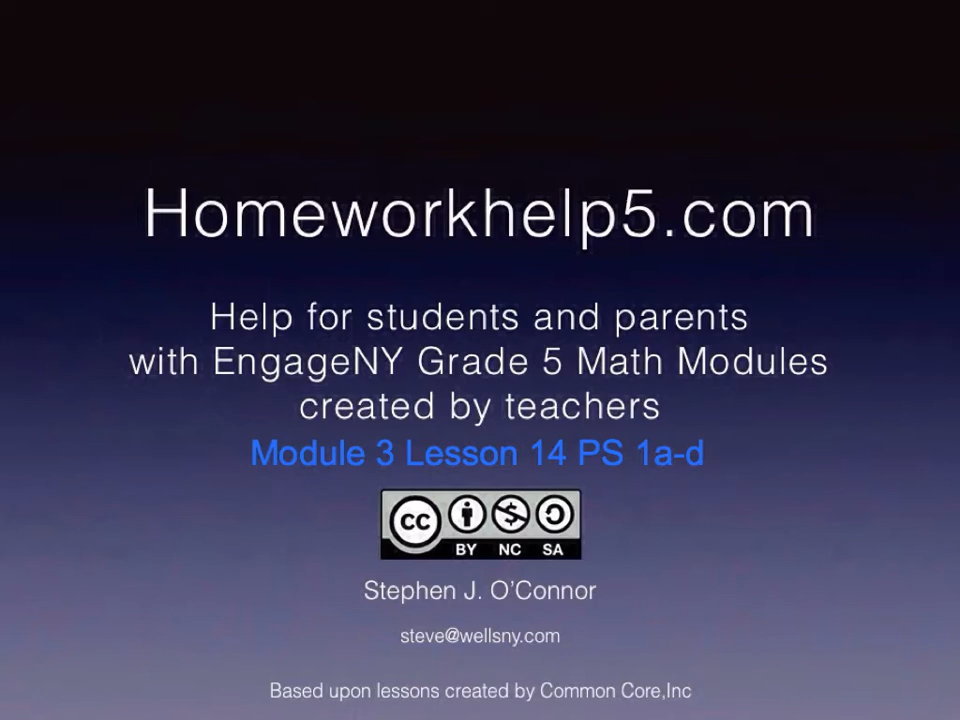 Homeworkhelp5.com
Help for students and parents
with EngageNY Grade 5 Math Modules
created by teachers
Module 3 Lesson 14 PS 1a-d
cc
BY NC SA
Stephen J. O'Connor
steve@wellsny.com
Based upon lessons created by Common Core,Inc